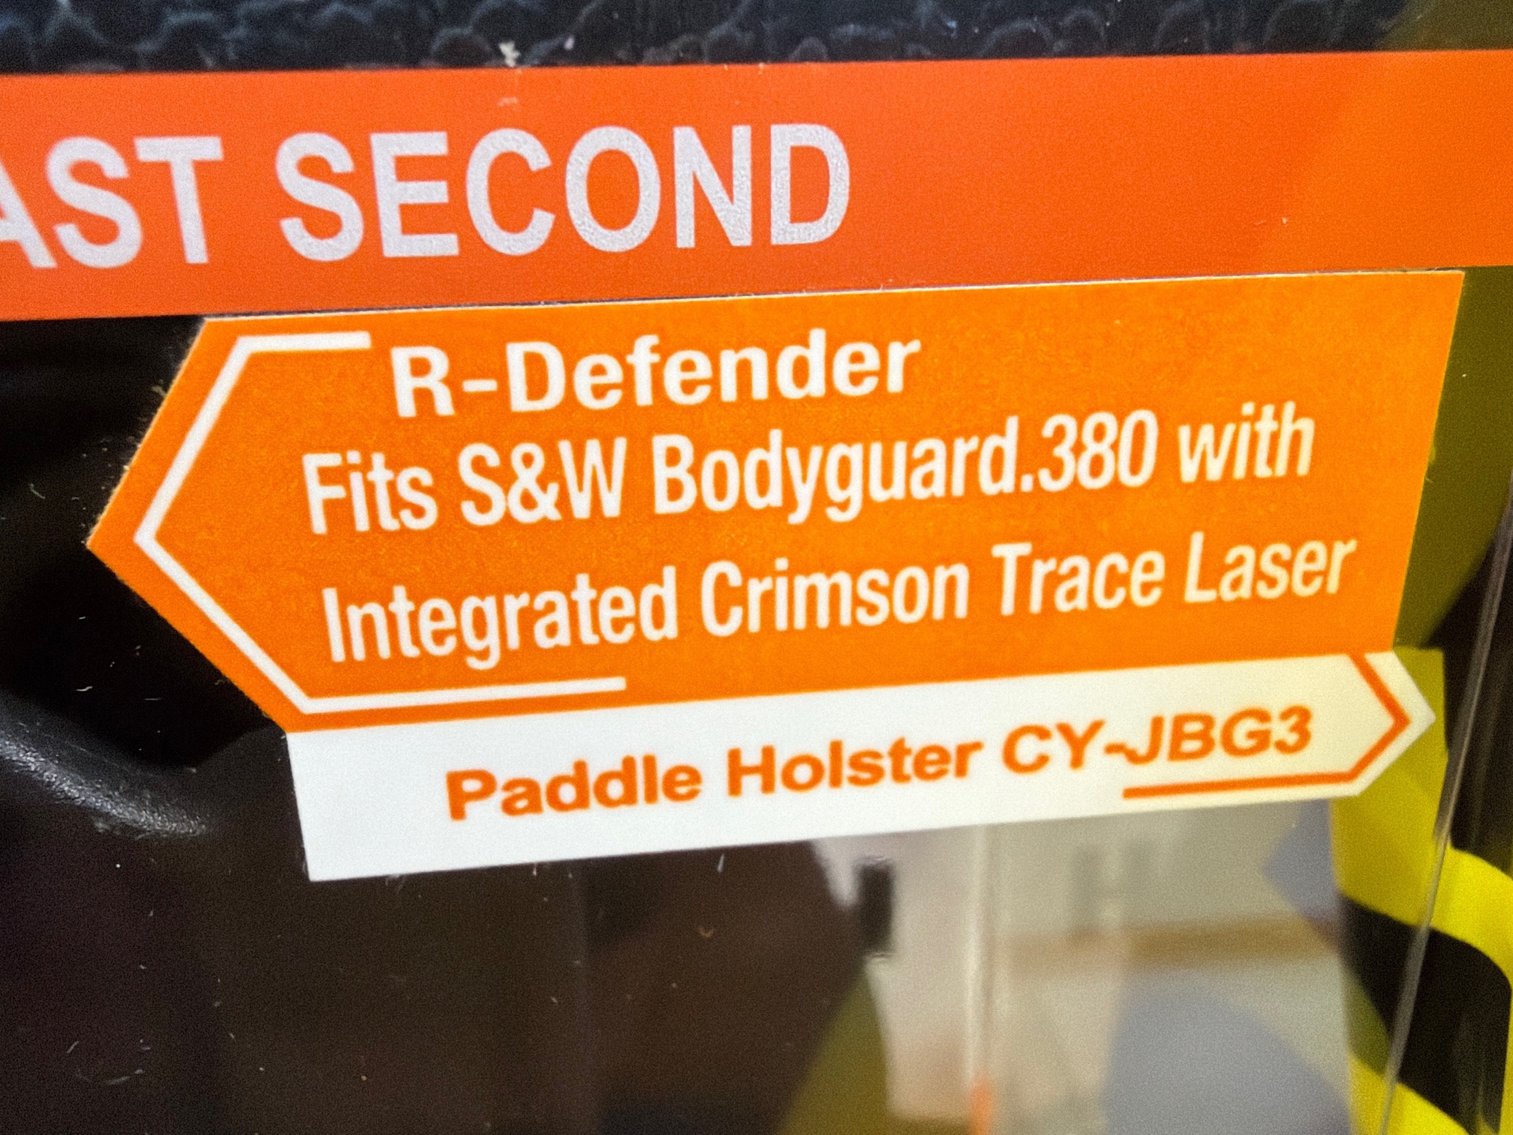 AST SECOND
R-Defender
Fits S&W Bodyguard.380 with
Integrated Crimson Trace Laser
Paddle Holster CY-JBG3